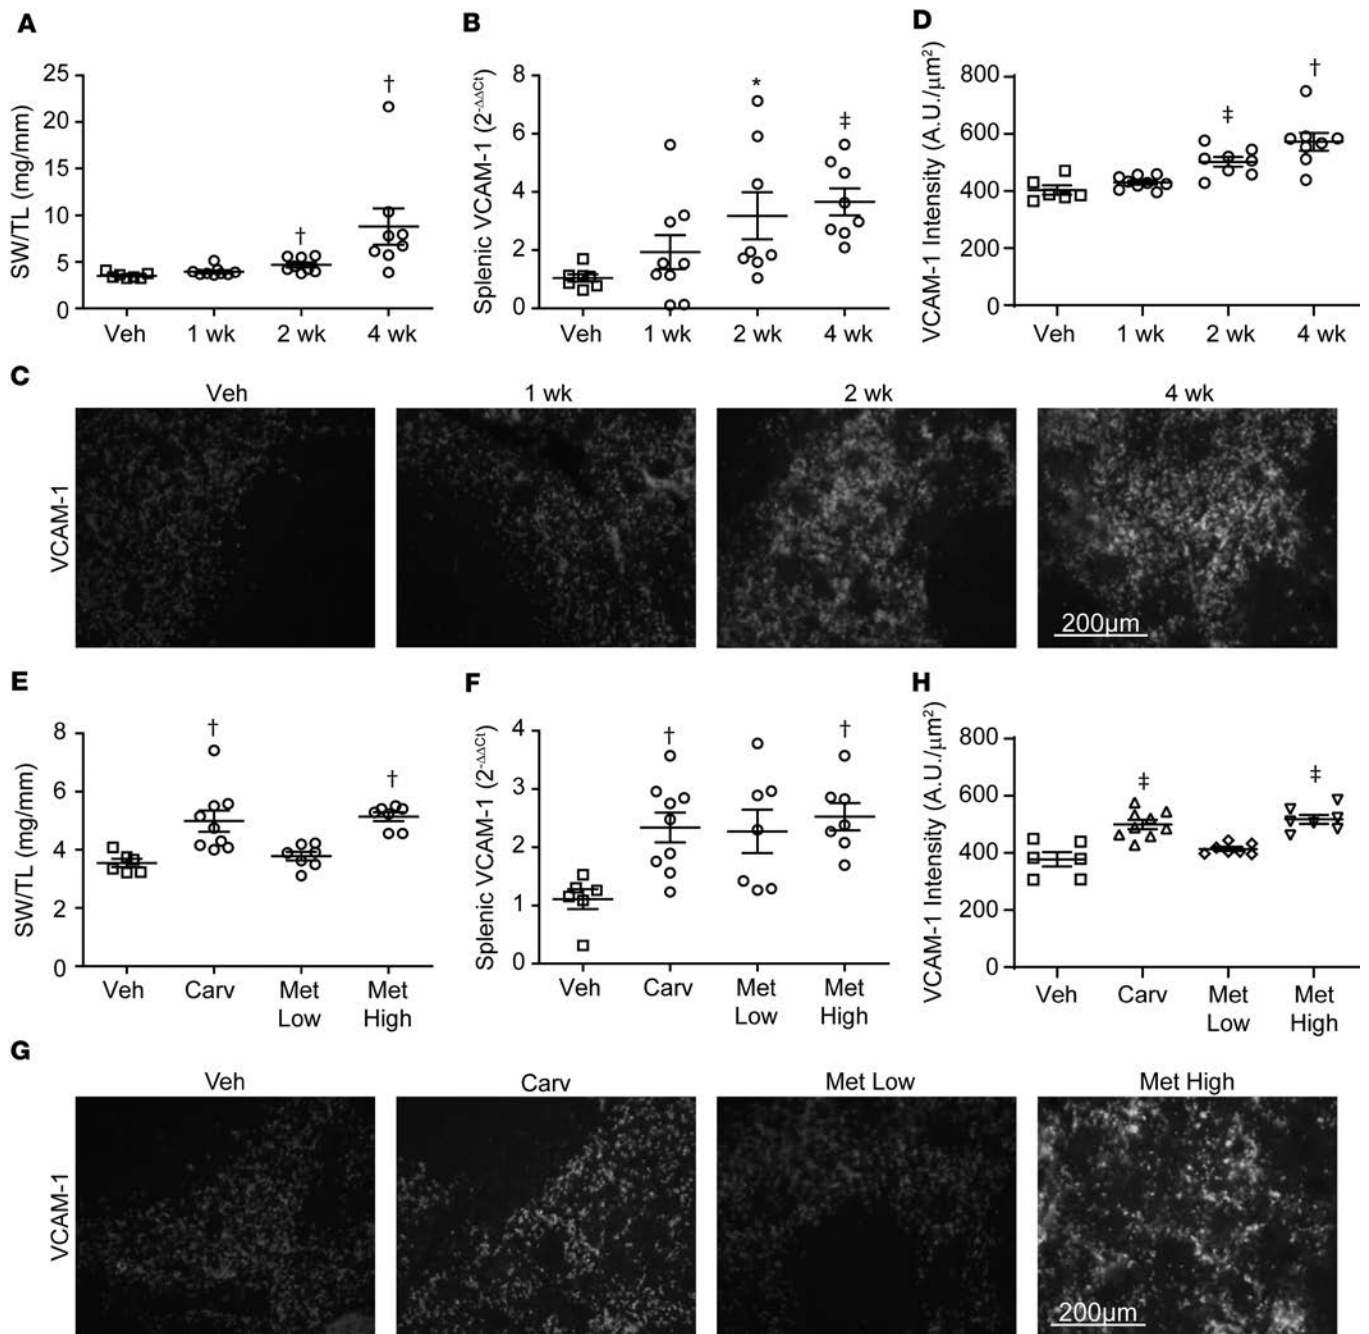 A
SW/TL (mg/mm)
25
20
15
10
5
0
†
†
Veh 1 wk 2 wk 4 wk
B
Splenic VCAM-1 (2^-ΔΔCt)
8
6
4
2
0
*
‡
Veh 1 wk 2 wk 4 wk
D
VCAM-1 Intensity (A.U./μm²)
800
600
400
200
0
‡
†
Veh 1 wk 2 wk 4 wk
C
Veh 1 wk 2 wk 4 wk
VCAM-1
200μm
E
SW/TL (mg/mm)
8
6
4
2
0
†
†
Veh Carv Met Met
Low High
F
Splenic VCAM-1 (2^-ΔΔCt)
4
3
2
1
0
†
†
Veh Carv Met Met
Low High
H
VCAM-1 Intensity (A.U./μm²)
800
600
400
200
0
‡
‡
Veh Carv Met Met
Low High
G
Veh Carv Met Low Met High
VCAM-1
200μm